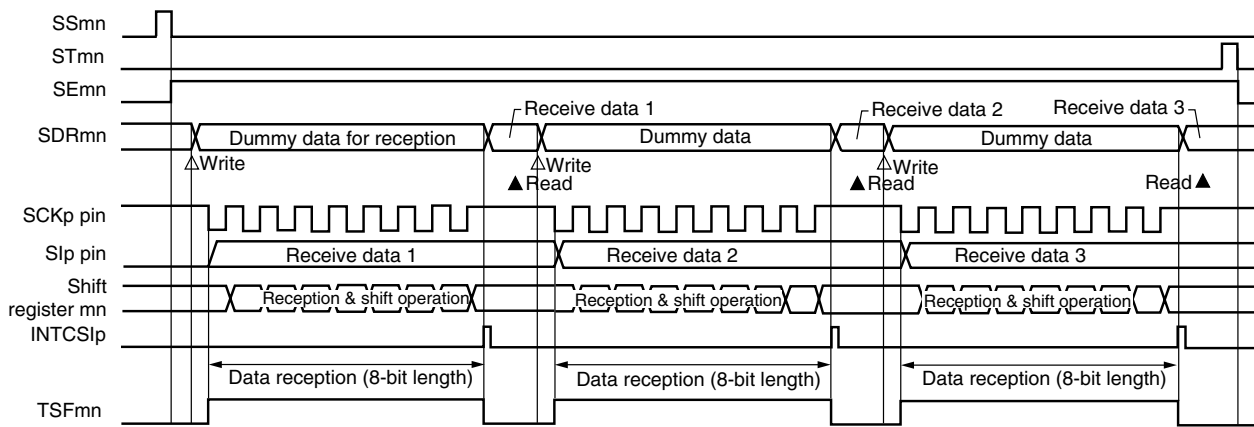 SSmn
STmn
SEmn
Receive data 1
Receive data 2
Receive data 3
SDRmn
Dummy data for reception
Dummy data
Dummy data
△Write
△Write
△Write
▲Read
▲Read
Read▲
SCKp pin
SIp pin
Receive data 1
Receive data 2
Receive data 3
Shift
register mn
Reception & shift operation
Reception & shift operation
Reception & shift operation
INTCSIp
Data reception (8-bit length)
Data reception (8-bit length)
Data reception (8-bit length)
TSFmn